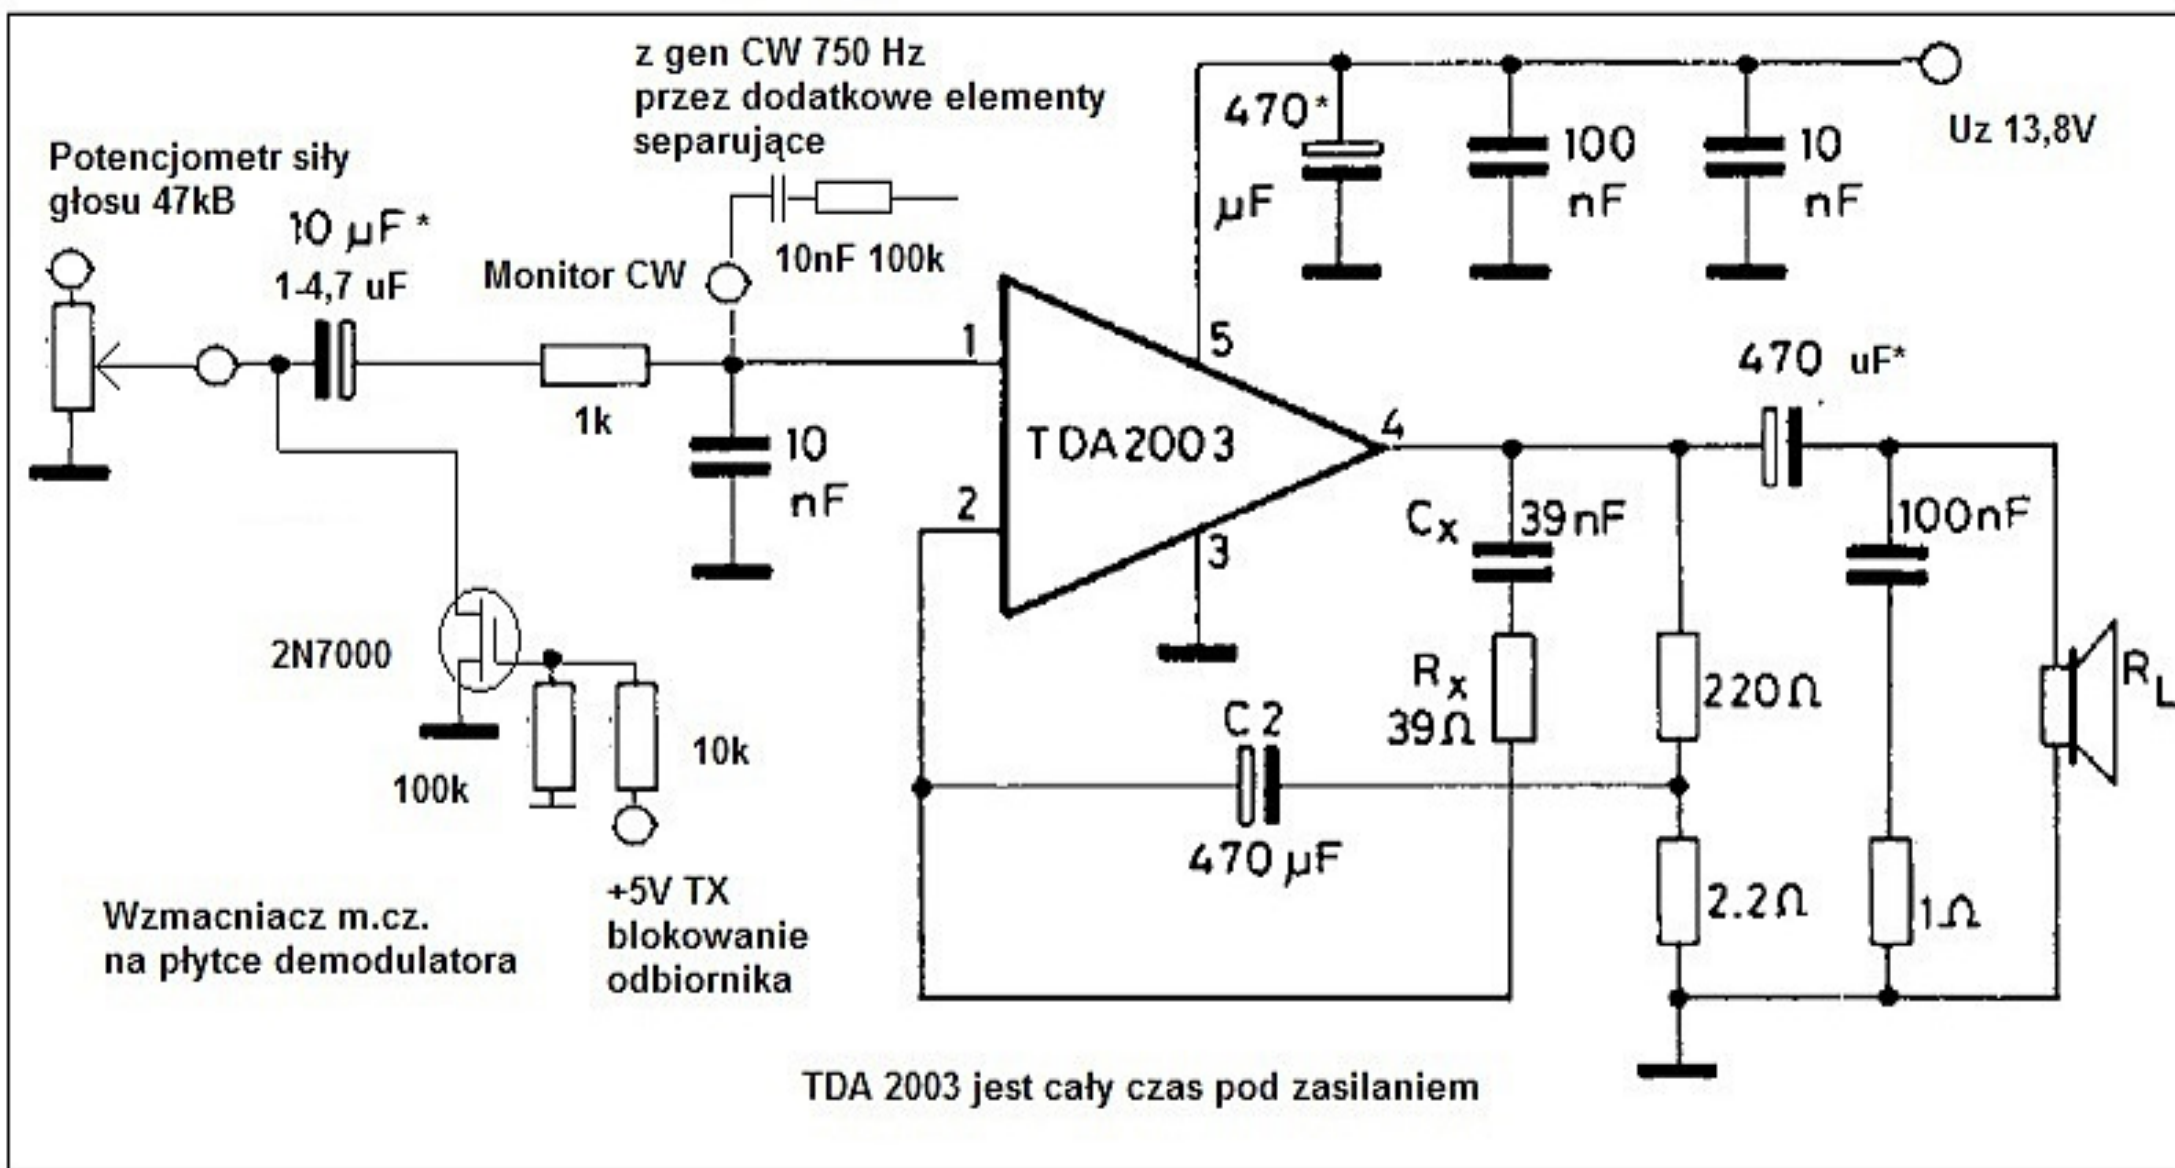 z gen CW 750 Hz
przez dodatkowe elementy
separujące
Potencjometr siły
głosu 47kB
10 µF *
1-4,7 uF
Monitor CW
10nF 100k
470*
µF
100
nF
10
nF
Uz 13,8V
1
5
1k
10
nF
TDA2003
4
470 uF*
2
3
Cx
39nF
100nF
2N7000
Rx
39Ω
220Ω
RL
C2
100k
10k
470 µF
2.2Ω
1Ω
+5V TX
blokowanie
odbiornika
Wzmacniacz m.cz.
na płytce demodulatora
TDA 2003 jest cały czas pod zasilaniem